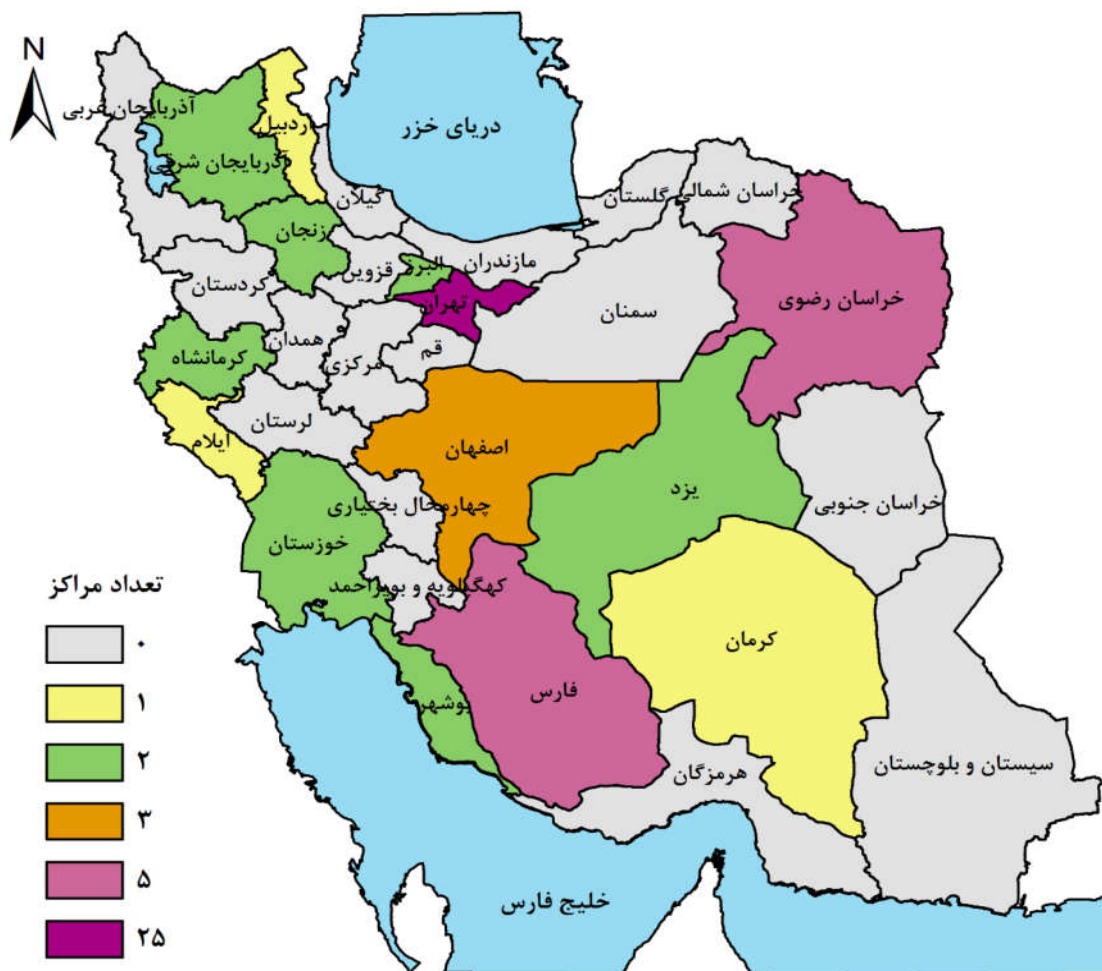 N
دریای خزر
آذربایجان غربی
اردبیل
آذربایجان شرقی
گیلان
گلستان
خراسان شمالی
زنجان
مازندران
قزوین
البرز
کردستان
تهران
سمنان
خراسان رضوی
همدان
قم
مرکزی
کرمانشاه
لرستان
ایلام
اصفهان
یزد
خراسان جنوبی
چهارمحال بختیاری
خوزستان
کهگیلویه و بویراحمد
کرمان
فارس
بوشهر
هرمزگان
سیستان و بلوچستان
خلیج فارس
تعداد مراکز
۰
۱
۲
۳
۵
۲۵